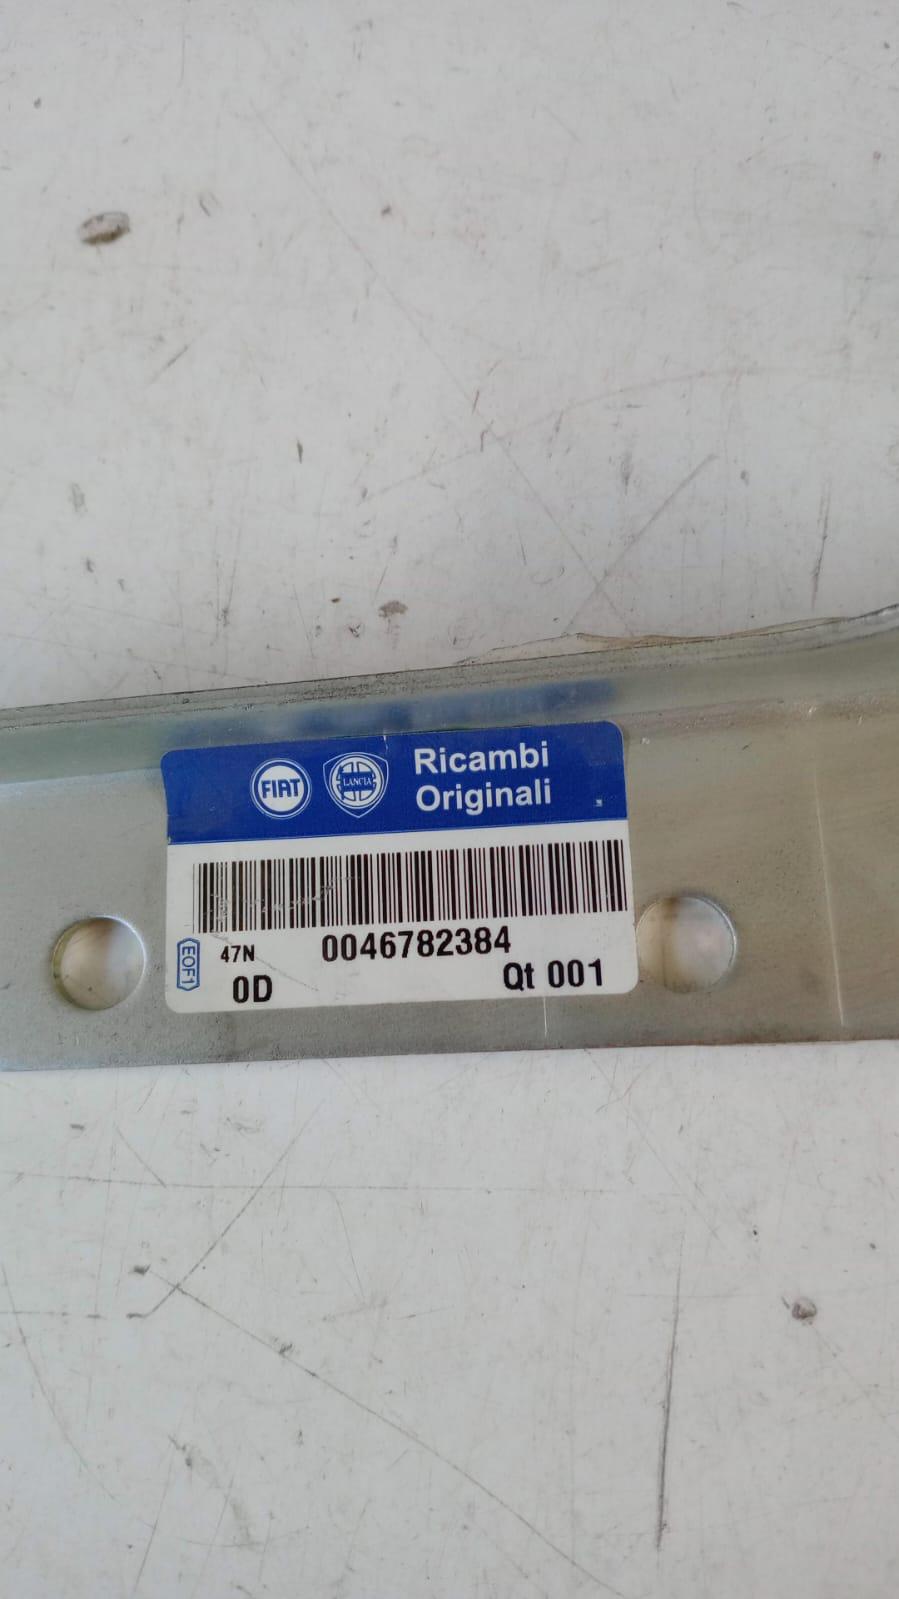 FIAT LANCIA Ricambi
Originali
47N 0046782384
EOF1
0D Qt 001